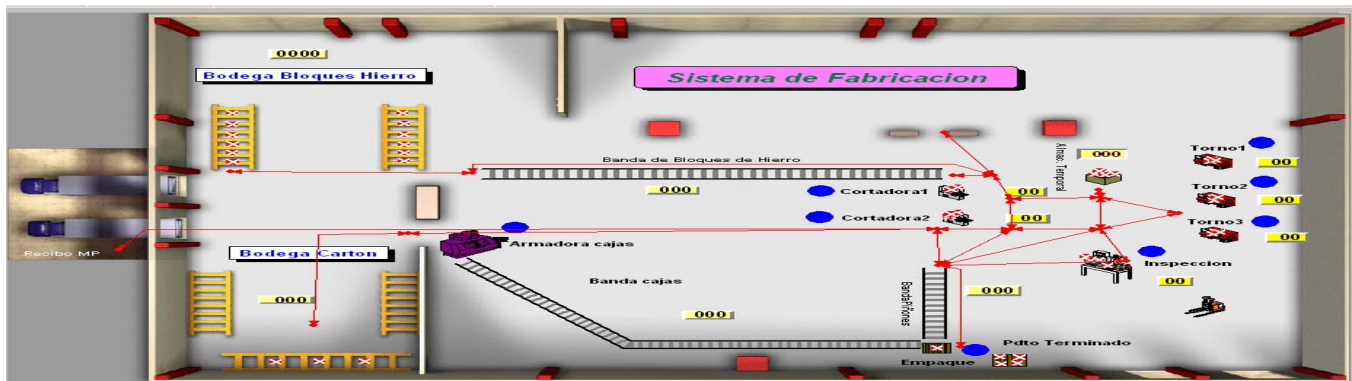 0000
Bodega Bloques Hierro
Sistema de Fabricacion
Banda de Bloques de Hierro
000
Cortadora1
Cortadora2
00
00
Almac. Temporal
000
Torno1
00
Torno2
00
Torno3
00
Recibo MP
Bodega Carton
000
Armadora cajas
Banda cajas
000
BandaPiñones
000
Inspeccion
00
Pdto Terminado
Empaque